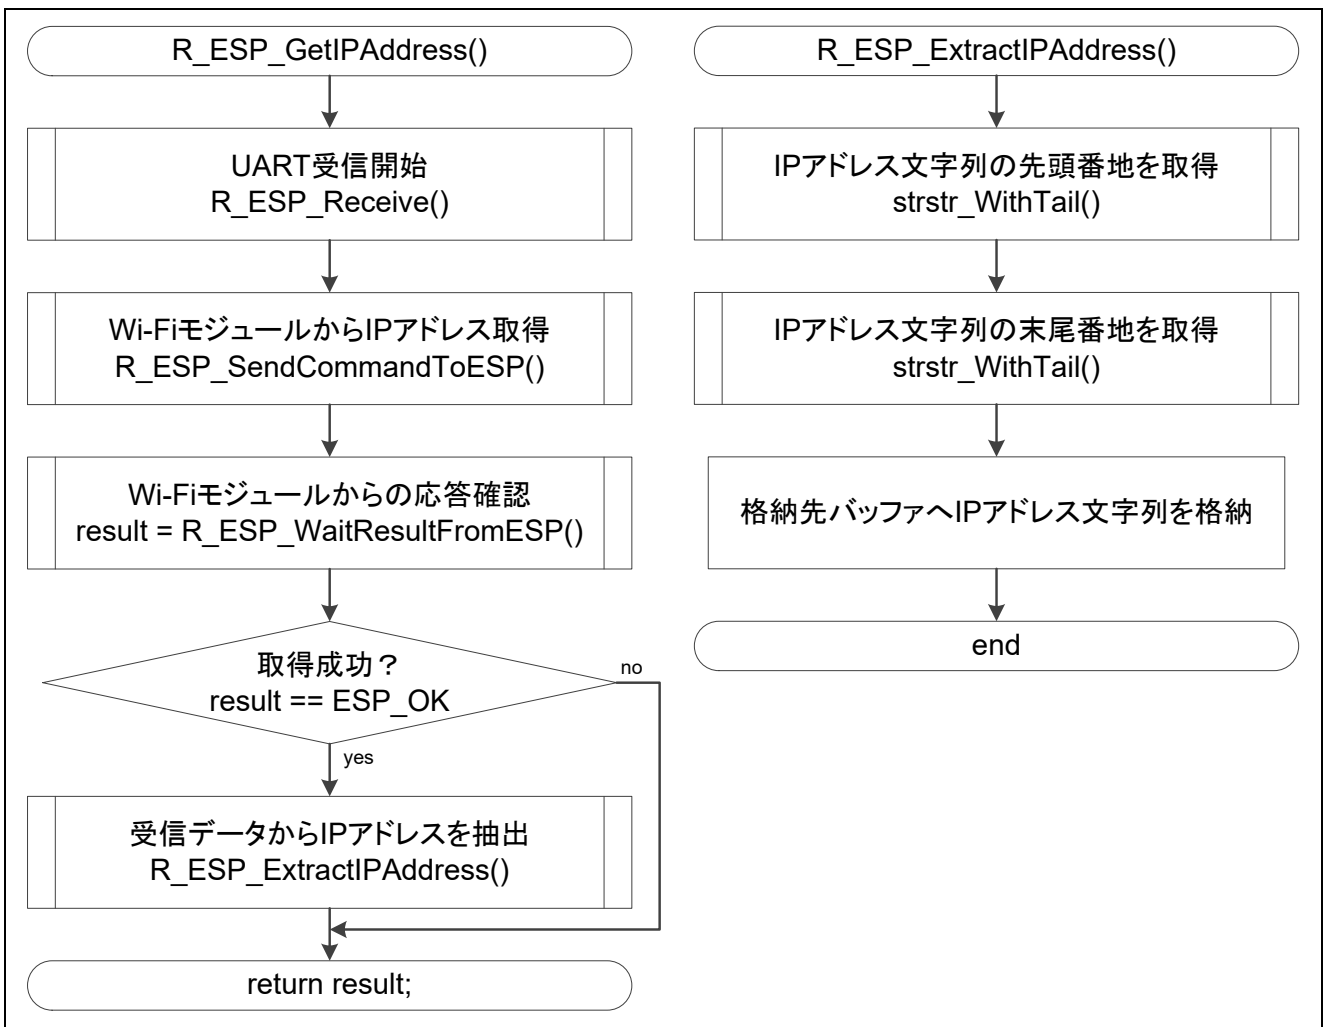 R_ESP_GetIPAddress()
UART受信開始
R_ESP_Receive()
Wi-FiモジュールからIPアドレス取得
R_ESP_SendCommandToESP()
Wi-Fiモジュールからの応答確認
result = R_ESP_WaitResultFromESP()
取得成功？
result == ESP_OK
no
yes
受信データからIPアドレスを抽出
R_ESP_ExtractIPAddress()
return result;
R_ESP_ExtractIPAddress()
IPアドレス文字列の先頭番地を取得
strstr_WithTail()
IPアドレス文字列の末尾番地を取得
strstr_WithTail()
格納先バッファへIPアドレス文字列を格納
end